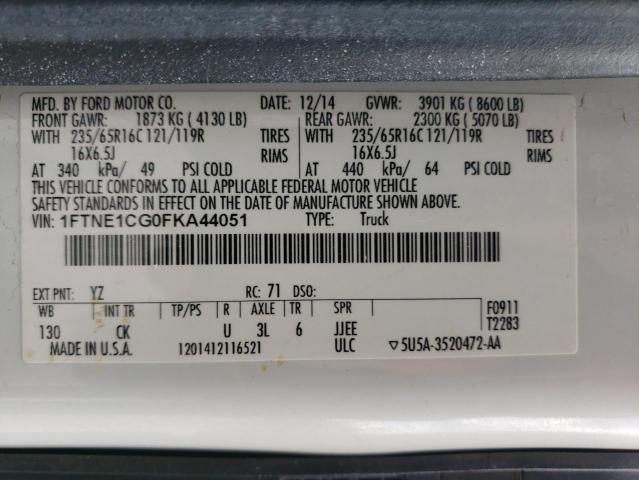 MFD. BY FORD MOTOR CO. DATE: 12/14 GVWR: 3901 KG ( 8600 LB)
FRONT GAWR: 1873 KG ( 4130 LB) REAR GAWR: 2300 KG ( 5070 LB)
WITH 235/65R16C 121/119R TIRES WITH 235/65R16C 121/119R TIRES
16X6.5J RIMS 16X6.5J RIMS
AT 340 kPa/ 49 PSI COLD AT 440 kPa/ 64 PSI COLD
THIS VEHICLE CONFORMS TO ALL APPLICABLE FEDERAL MOTOR VEHICLE
SAFETY STANDARDS IN EFFECT ON THE DATE OF MANUFACTURE SHOWN ABOVE.
VIN: 1FTNE1CG0FKA44051 TYPE: Truck
EXT PNT: YZ RC: 71 DSO:
WB INT TR TP/PS R AXLE TR SPR F0911
130 CK U 3L 6 JJEE T2283
MADE IN U.S.A. 1201412116521 ULC ▽5U5A-3520472-AA